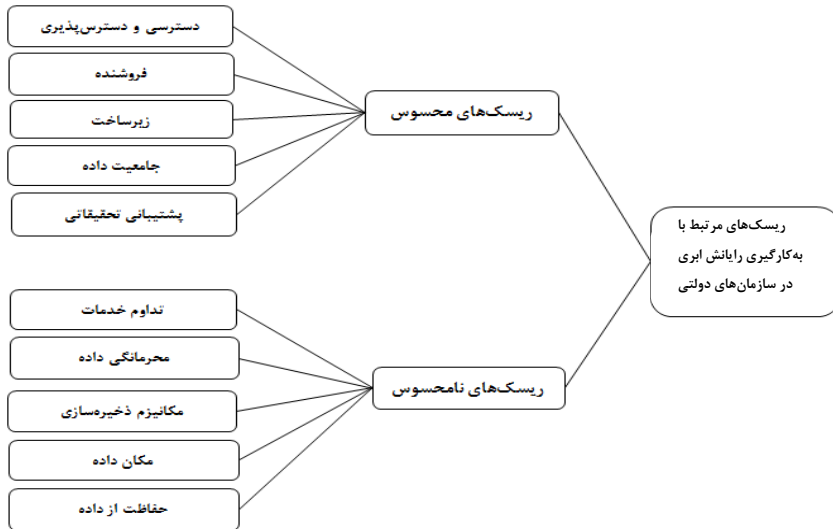 دسترسی و دسترس‌پذیری
فروشنده
زیرساخت
جامعیت داده
پشتیبانی تحقیقاتی
ریسک‌های محسوس
ریسک‌های مرتبط با
به‌کارگیری رایانش ابری
در سازمان‌های دولتی
تداوم خدمات
محرمانگی داده
مکانیزم ذخیره‌سازی
مکان داده
حفاظت از داده
ریسک‌های نامحسوس